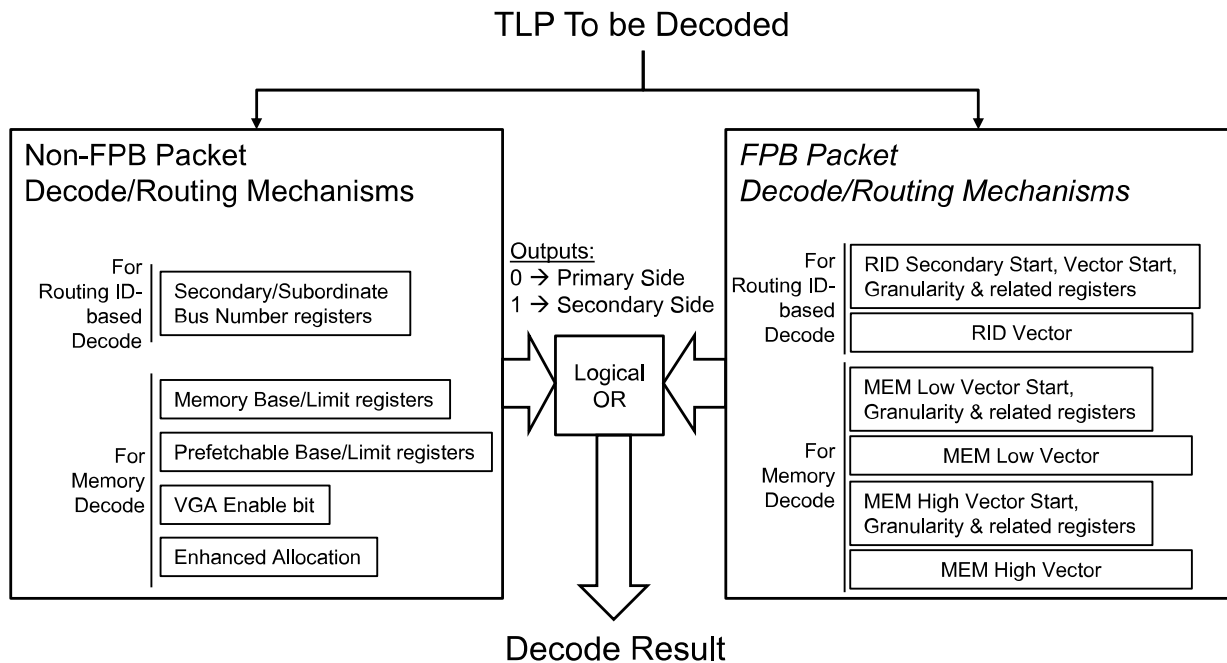 TLP To be Decoded
Non-FPB Packet
Decode/Routing Mechanisms
For
Routing ID-
based
Decode
Secondary/Subordinate
Bus Number registers
For
Memory
Decode
Memory Base/Limit registers
Prefetchable Base/Limit registers
VGA Enable bit
Enhanced Allocation
Outputs:
0 → Primary Side
1 → Secondary Side
Logical
OR
FPB Packet
Decode/Routing Mechanisms
For
Routing ID-
based
Decode
RID Secondary Start, Vector Start,
Granularity & related registers
RID Vector
For
Memory
Decode
MEM Low Vector Start,
Granularity & related registers
MEM Low Vector
MEM High Vector Start,
Granularity & related registers
MEM High Vector
Decode Result